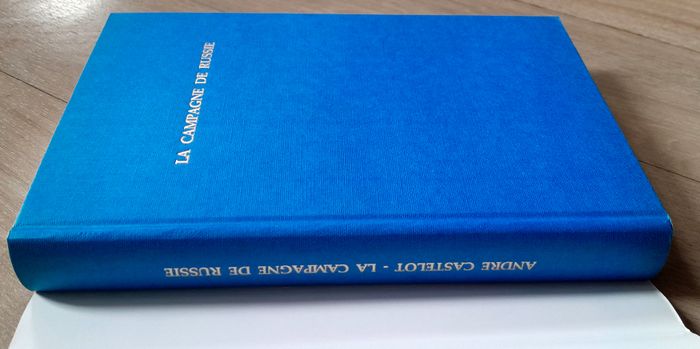 LA CAMPAGNE DE RUSSIE
ANDRE CASTELOT - LA CAMPAGNE DE RUSSIE